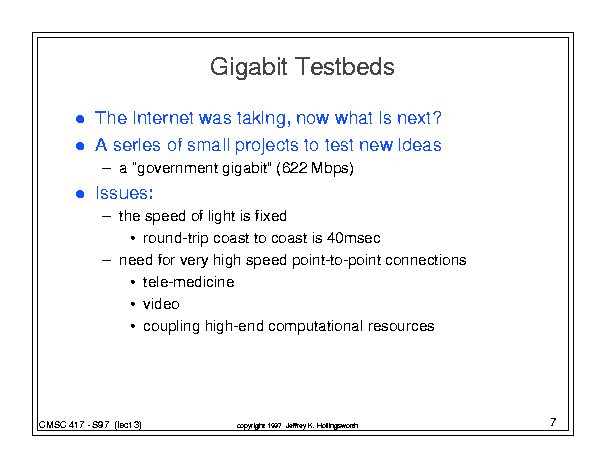 Gigabit Testbeds
● The Internet was taking, now what is next?
● A series of small projects to test new ideas
– a "government gigabit" (622 Mbps)
● Issues:
– the speed of light is fixed
• round-trip coast to coast is 40msec
– need for very high speed point-to-point connections
• tele-medicine
• video
• coupling high-end computational resources
CMSC 417 - S97 (lect3) copyright 1997 Jeffrey K. Hollingsworth 7